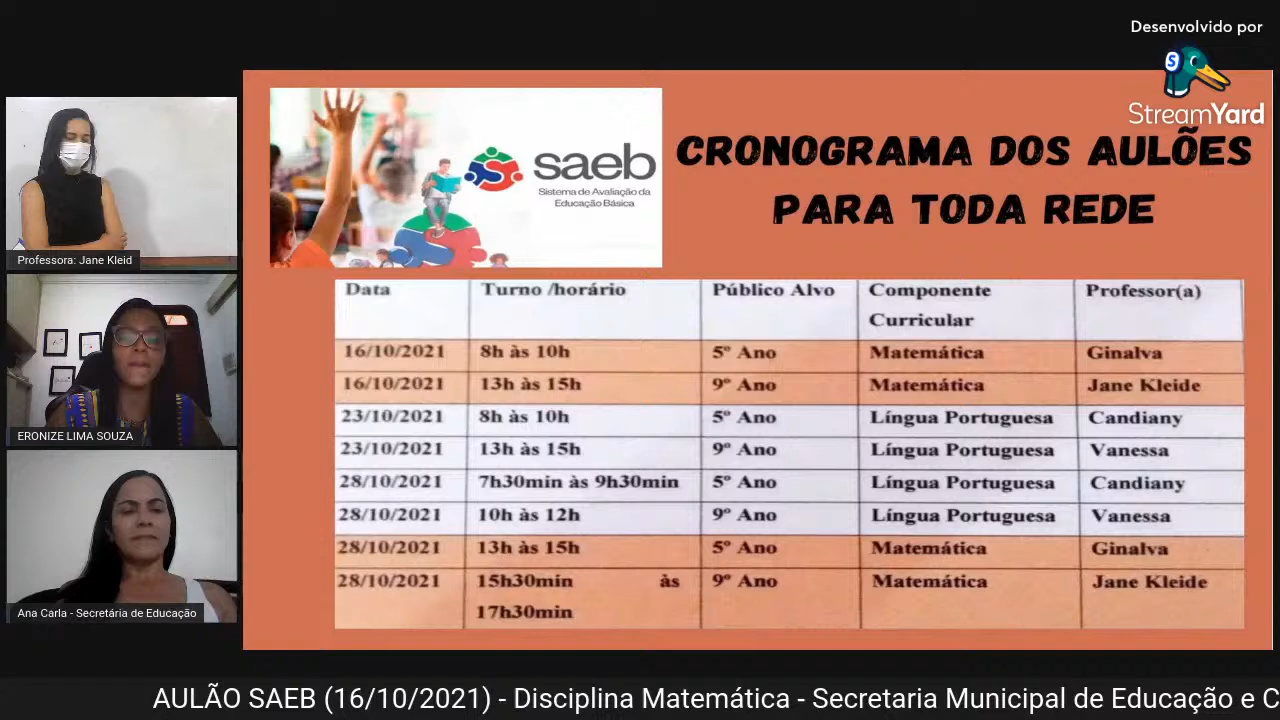 Desenvolvido por
StreamYard
saeb
Sistema de Avaliação da
Educação Básica
CRONOGRAMA DOS AULÕES
PARA TODA REDE
Data Turno /horário Público Alvo Componente Curricular Professor(a)
16/10/2021 8h às 10h 5º Ano Matemática Ginalva
16/10/2021 13h às 15h 9º Ano Matemática Jane Kleide
23/10/2021 8h às 10h 5º Ano Língua Portuguesa Candiany
23/10/2021 13h às 15h 9º Ano Língua Portuguesa Vanessa
28/10/2021 7h30min às 9h30min 5º Ano Língua Portuguesa Candiany
28/10/2021 10h às 12h 9º Ano Língua Portuguesa Vanessa
28/10/2021 13h às 15h 5º Ano Matemática Ginalva
28/10/2021 15h30min às 17h30min 9º Ano Matemática Jane Kleide
Professora: Jane Kleid
ERONIZE LIMA SOUZA
Ana Carla - Secretária de Educação
AULÃO SAEB (16/10/2021) - Disciplina Matemática - Secretaria Municipal de Educação e C